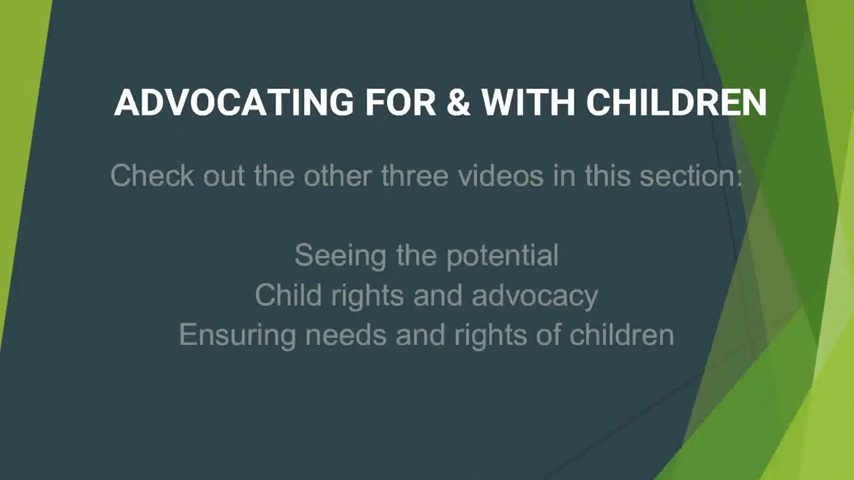 ADVOCATING FOR & WITH CHILDREN
Check out the other three videos in this section:
Seeing the potential
Child rights and advocacy
Ensuring needs and rights of children